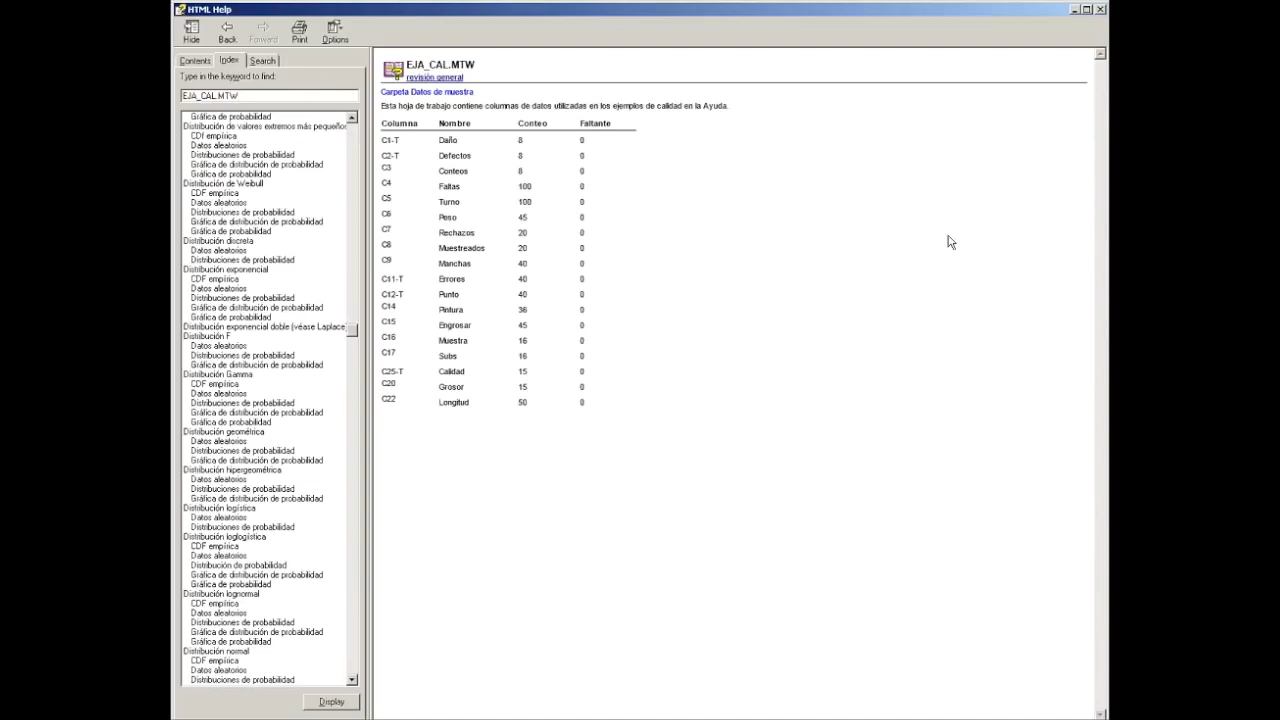 HTML Help
Hide Back Forward Print Options
Contents Index Search
Type in the keyword to find:
EJA_CAL.MTW
Gráfica de probabilidad
Distribución de valores extremos más pequeños
CDf empírica
Datos aleatorios
Distribuciones de probabilidad
Gráfica de distribución de probabilidad
Gráfica de probabilidad
Distribución de Weibull
CDF empírica
Datos aleatorios
Distribuciones de probabilidad
Gráfica de distribución de probabilidad
Gráfica de probabilidad
Distribución discreta
Datos aleatorios
Distribuciones de probabilidad
Distribución exponencial
CDF empírica
Datos aleatorios
Distribuciones de probabilidad
Gráfica de distribución de probabilidad
Gráfica de probabilidad
Distribución exponencial doble (véase Laplace
Distribución F
Datos aleatorios
Distribuciones de probabilidad
Gráfica de distribución de probabilidad
Distribución Gamma
CDF empírica
Datos aleatorios
Distribuciones de probabilidad
Gráfica de distribución de probabilidad
Gráfica de probabilidad
Distribución geométrica
Datos aleatorios
Distribuciones de probabilidad
Gráfica de distribución de probabilidad
Distribución hipergeométrica
Datos aleatorios
Distribuciones de probabilidad
Gráfica de distribución de probabilidad
Distribución logística
Datos aleatorios
Distribuciones de probabilidad
Distribución loglogística
CDF empírica
Datos aleatorios
Distribución de probabilidad
Gráfica de distribución de probabilidad
Gráfica de probabilidad
Distribución lognormal
CDF empírica
Datos aleatorios
Distribuciones de probabilidad
Gráfica de distribución de probabilidad
Gráfica de probabilidad
Distribución normal
CDF empírica
Datos aleatorios
Distribuciones de probabilidad
Display
EJA_CAL.MTW
revisión general
Carpeta Datos de muestra
Esta hoja de trabajo contiene columnas de datos utilizadas en los ejemplos de calidad en la Ayuda.
Columna Nombre Conteo Faltante
C1-T Daño 8 0
C2-T Defectos 8 0
C3 Conteos 8 0
C4 Faltas 100 0
C5 Turno 100 0
C6 Peso 45 0
C7 Rechazos 20 0
C8 Muestreados 20 0
C9 Manchas 40 0
C11-T Errores 40 0
C12-T Punto 40 0
C14 Pintura 36 0
C15 Engrosar 45 0
C16 Muestra 16 0
C17 Subs 16 0
C25-T Calidad 15 0
C20 Grosor 15 0
C22 Longitud 50 0